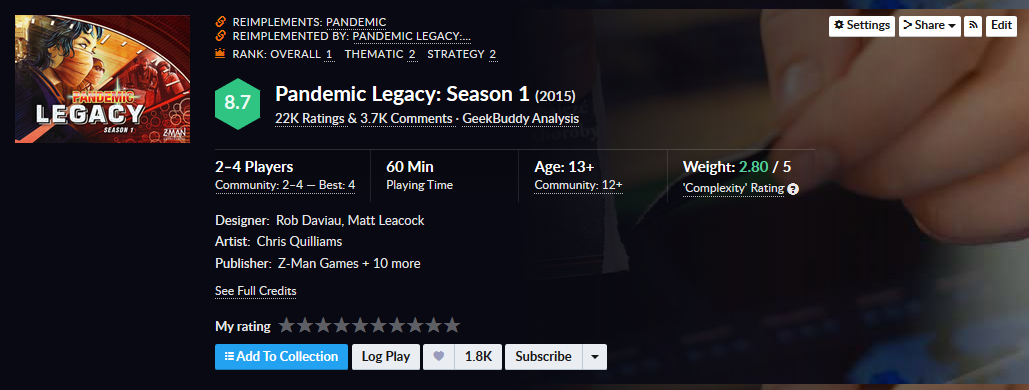 REIMPLEMENTS: PANDEMIC
REIMPLEMENTED BY: PANDEMIC LEGACY:...
RANK: OVERALL 1 THEMATIC 2 STRATEGY 2
Settings
Share
Edit
PANDEMIC
LEGACY
SEASON 1
Z-MAN
8.7
Pandemic Legacy: Season 1 (2015)
22K Ratings & 3.7K Comments · GeekBuddy Analysis
2–4 Players
Community: 2–4 — Best: 4
60 Min
Playing Time
Age: 13+
Community: 12+
Weight: 2.80 / 5
'Complexity' Rating ?
Designer: Rob Daviau, Matt Leacock
Artist: Chris Quilliams
Publisher: Z-Man Games + 10 more
See Full Credits
My rating
Add To Collection
Log Play
1.8K
Subscribe